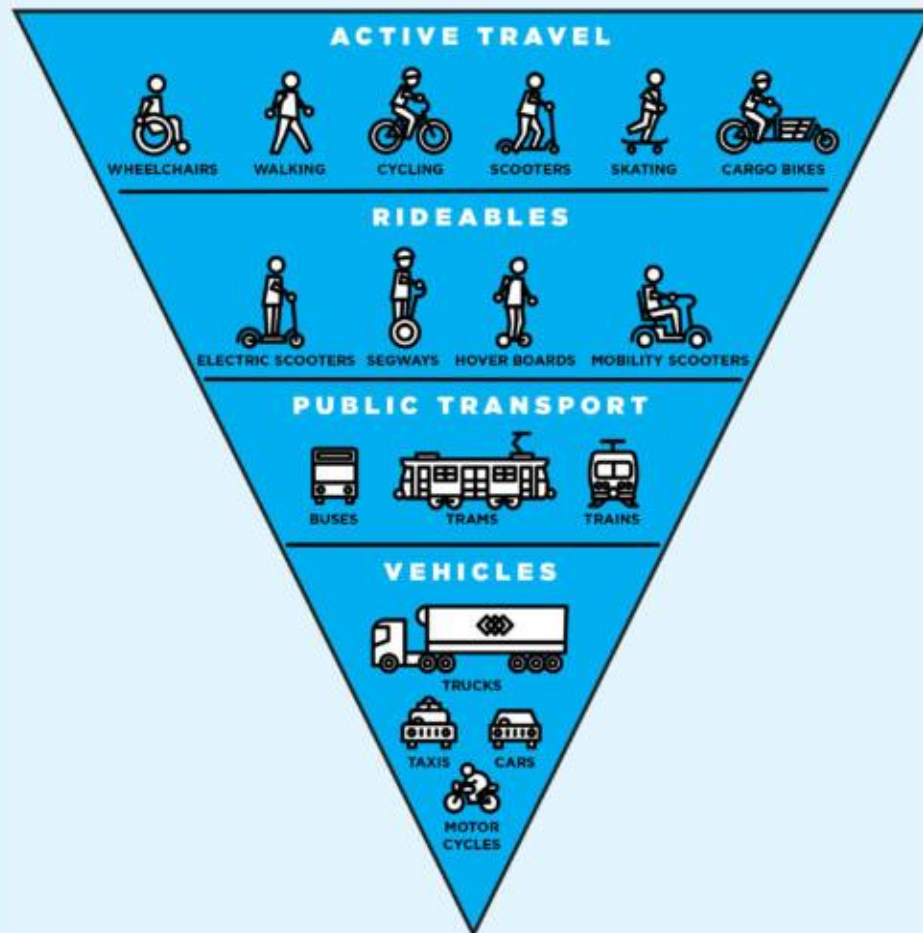 ACTIVE TRAVEL
WHEELCHAIRS WALKING CYCLING SCOOTERS SKATING CARGO BIKES
RIDEABLES
ELECTRIC SCOOTERS SEGWAYS HOVER BOARDS MOBILITY SCOOTERS
PUBLIC TRANSPORT
BUSES TRAMS TRAINS
VEHICLES
TRUCKS
TAXIS CARS
MOTOR
CYCLES